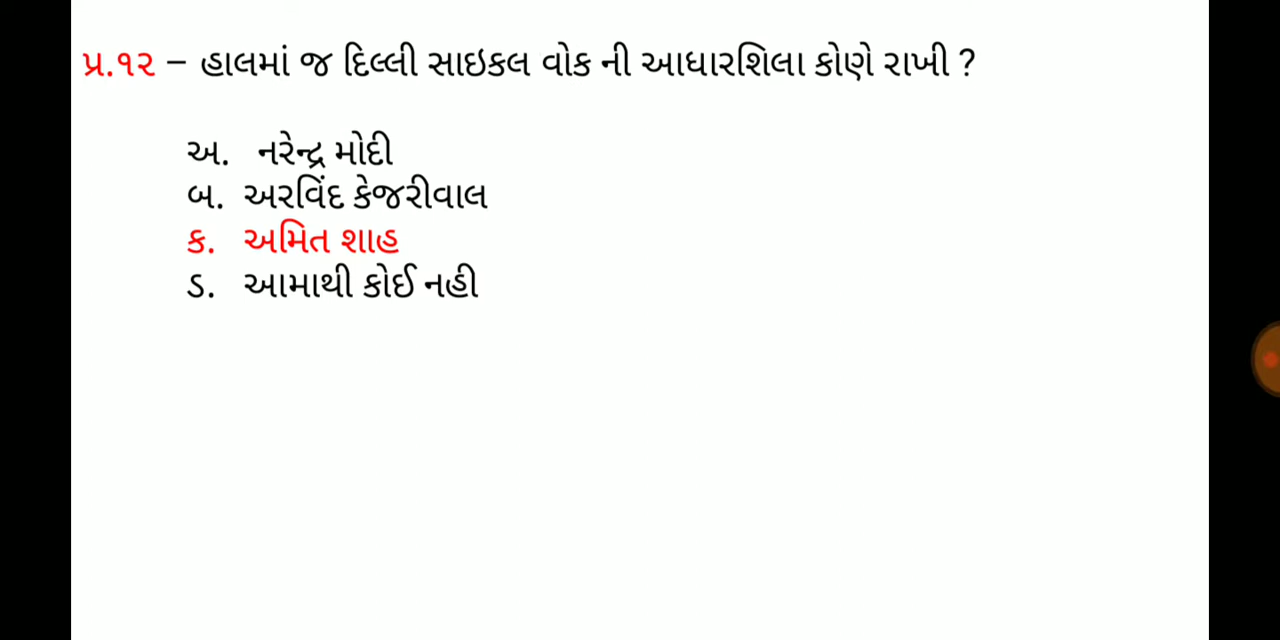 પ્ર.૧૨ – હાલમાં જ દિલ્લી સાઇકલ વોક ની આધારશિલા કોણે રાખી ?
અ. નરેન્દ્ર મોદી
બ. અરવિંદ કેજરીવાલ
ક. અમિત શાહ
ડ. આમાથી કોઈ નહી